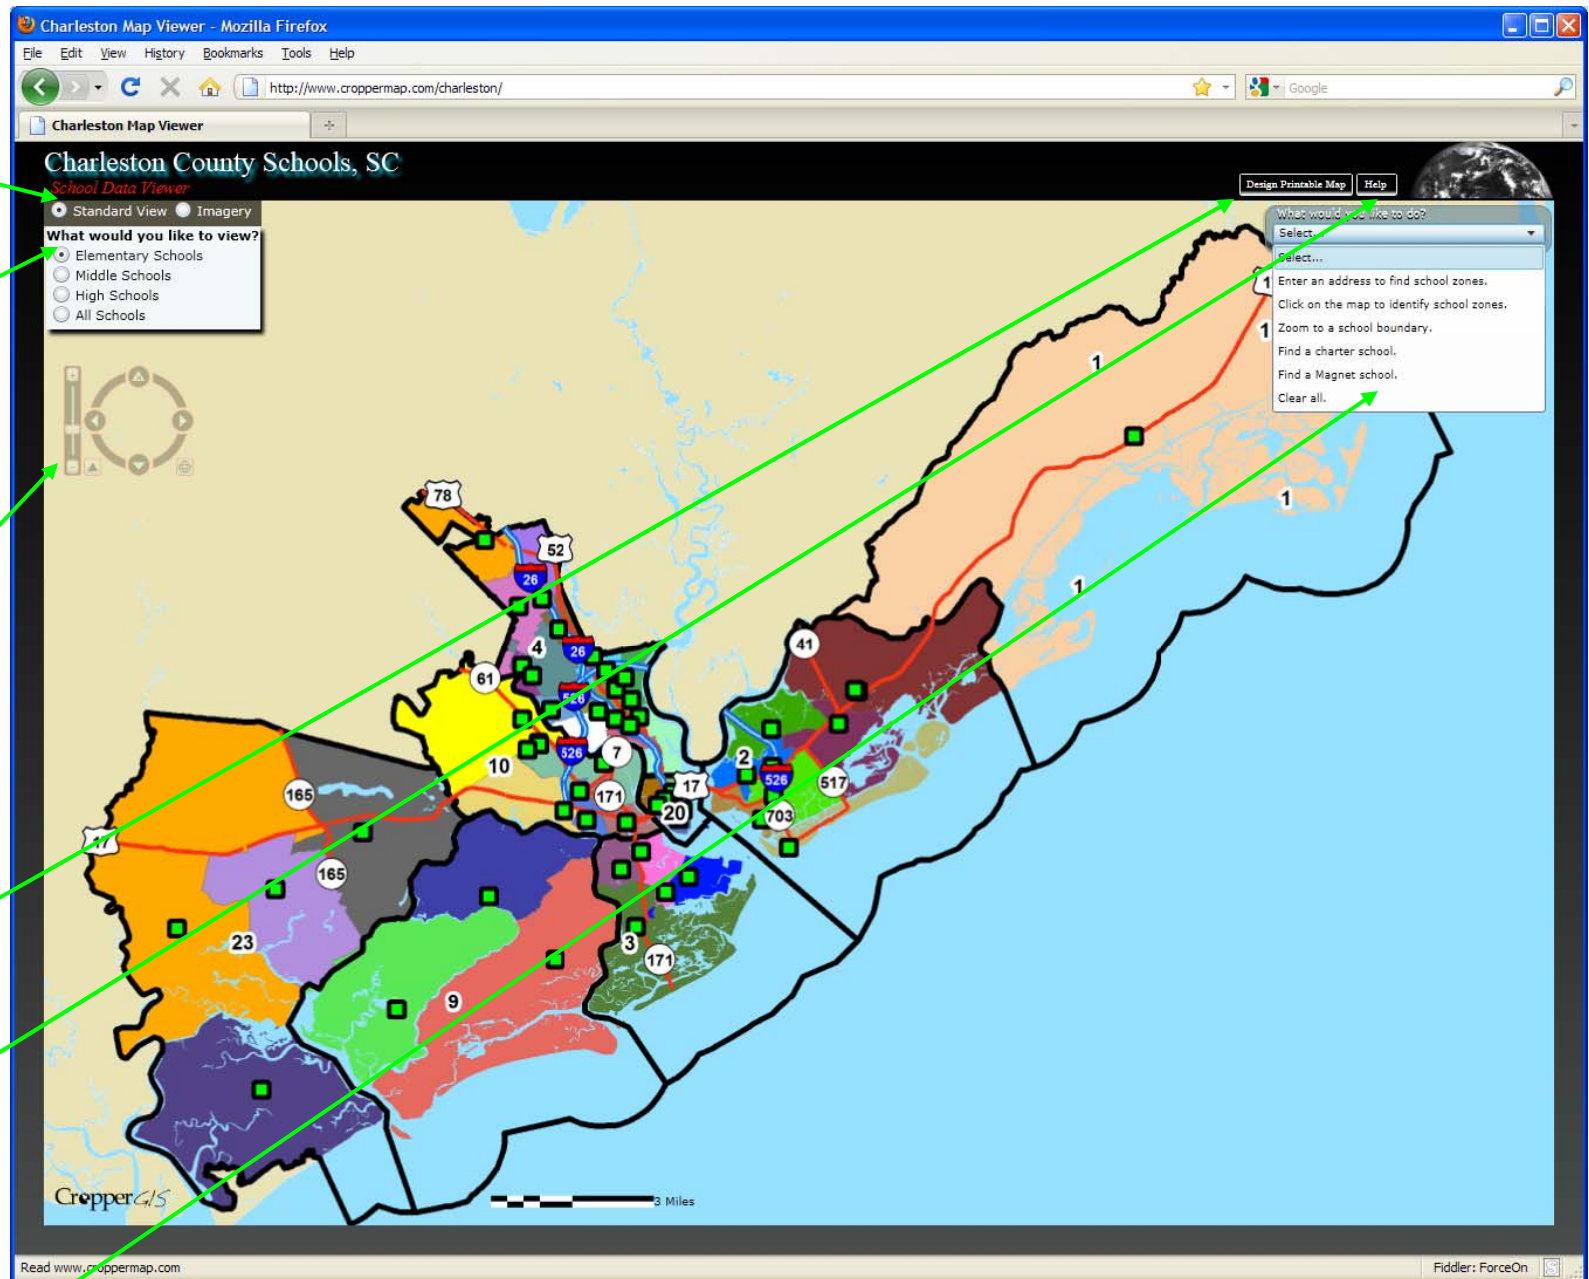 Charleston Map Viewer - Mozilla Firefox
File Edit View History Bookmarks Tools Help
http://www.croppermap.com/charleston/
Google
Charleston Map Viewer
Charleston County Schools, SC
School Data Viewer
Design Printable Map Help
Standard View Imagery
What would you like to view?
Elementary Schools
Middle Schools
High Schools
All Schools
What would you like to do?
Select...
Select...
Enter an address to find school zones.
Click on the map to identify school zones.
Zoom to a school boundary.
Find a charter school.
Find a Magnet school.
Clear all.
1
1
1
1
1
78
52
26
4
26
41
61
526
7
526
10
2
526
517
17
165
171
20
703
17
165
23
3
171
9
CropperGIS
3 Miles
Read www.croppermap.com
Fiddler: ForceOn